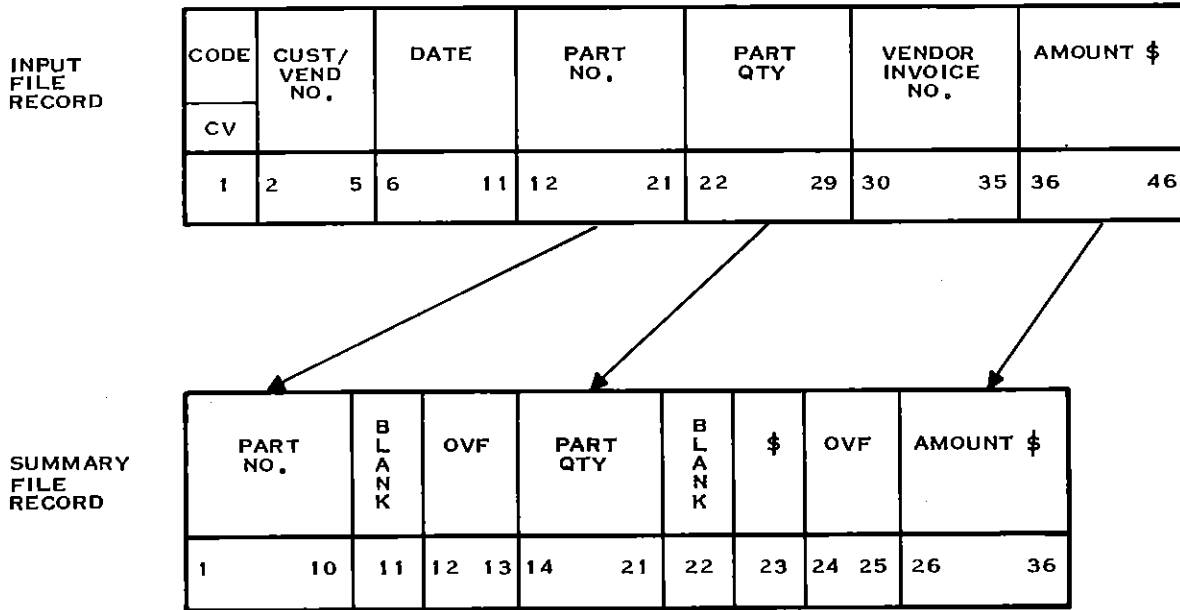 INPUT FILE RECORD
CODE CUST/ VEND NO. DATE PART NO. PART QTY VENDOR INVOICE NO. AMOUNT $
CV
1 2 5 6 11 12 21 22 29 30 35 36 46
SUMMARY FILE RECORD
PART NO. BLANK OVF PART QTY BLANK $ OVF AMOUNT $
1 10 11 12 13 14 21 22 23 24 25 26 36